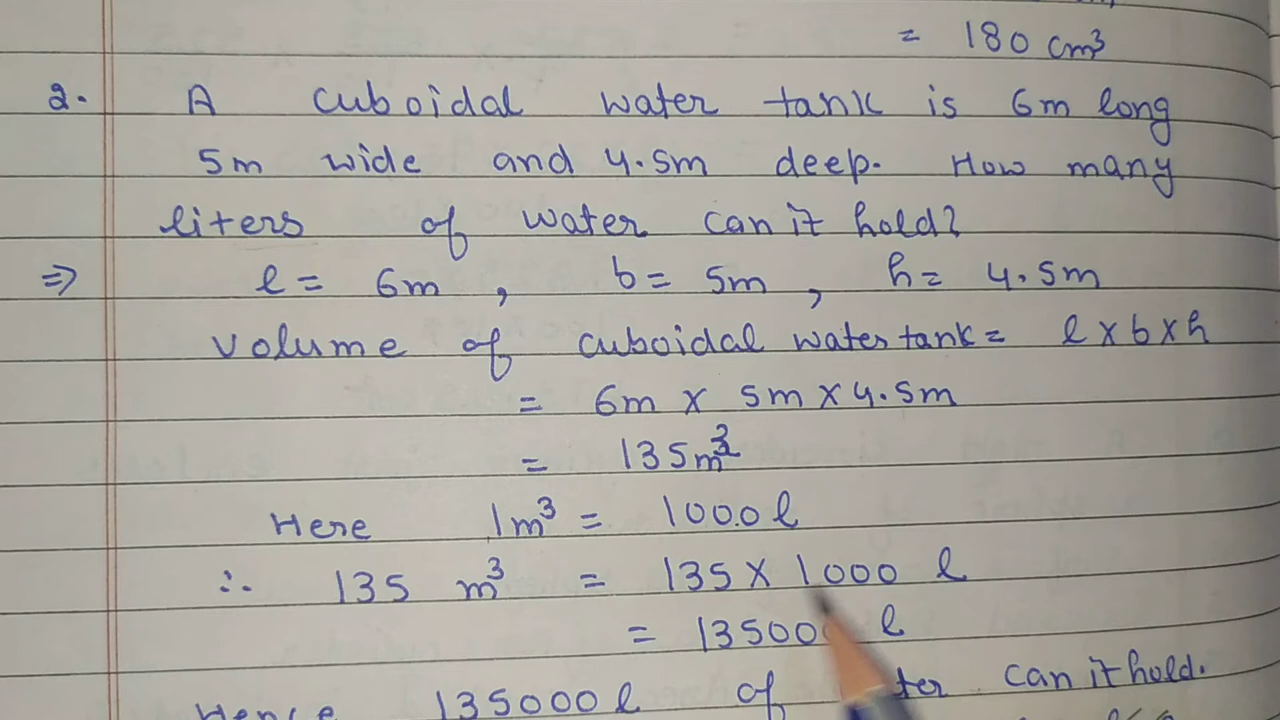 = 180 cm³
2. A cuboidal water tank is 6m long
5m wide and 4.5m deep. How many
liters of water can it hold?
⇒ l = 6m, b = 5m, h = 4.5m
Volume of cuboidal water tank = l × b × h
= 6m × 5m × 4.5m
= 135m³
Here 1m³ = 1000 l
∴ 135 m³ = 135 × 1000 l
= 13500 l
Hence 135000 l of can it hold.